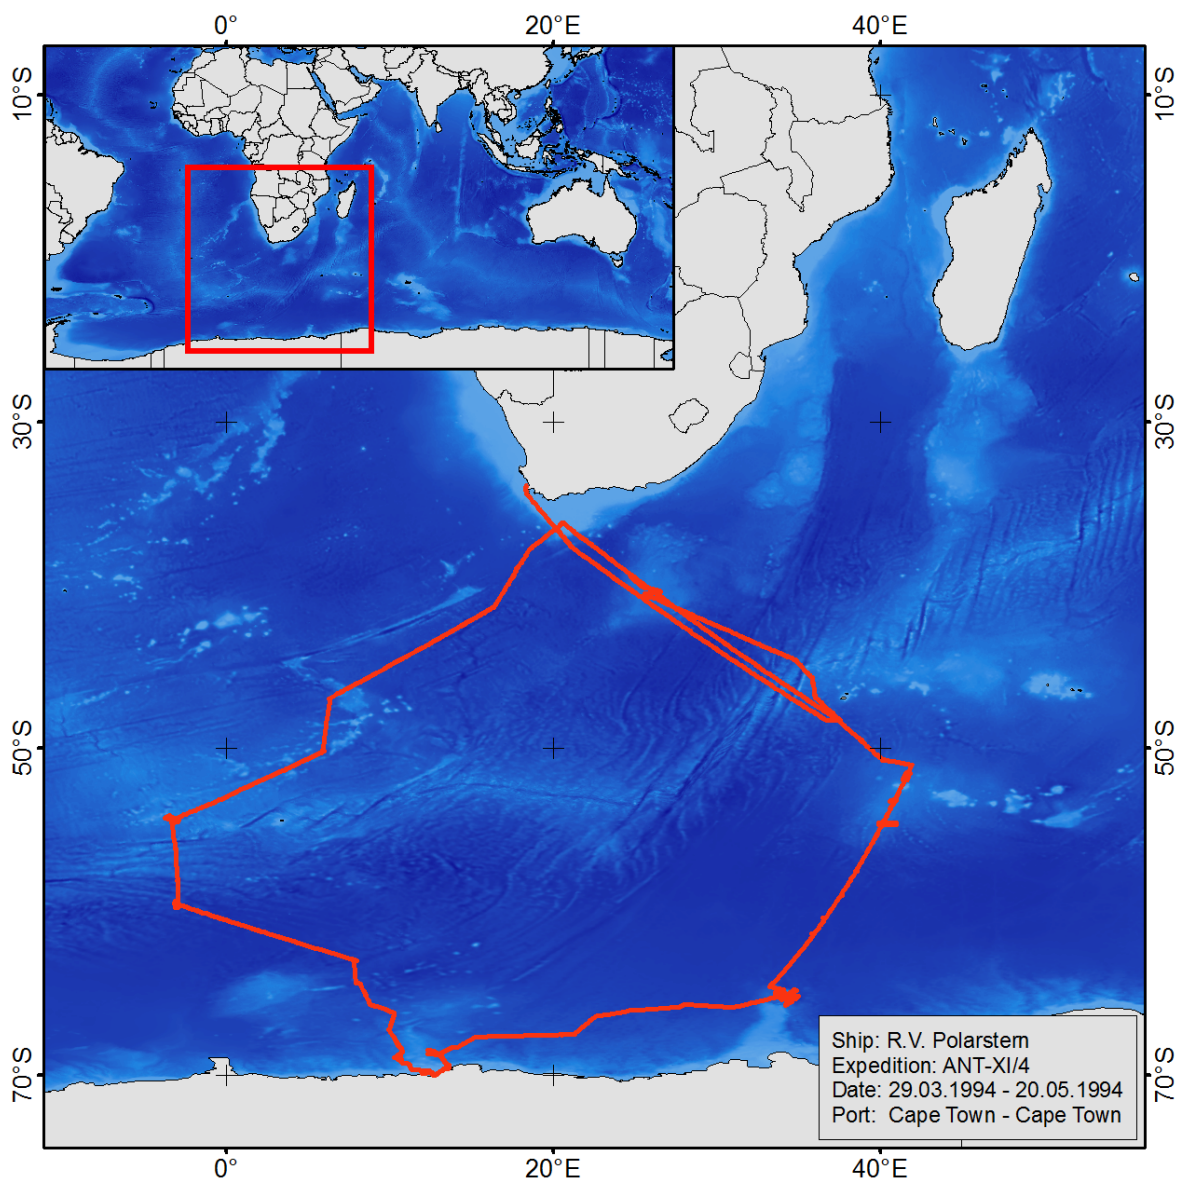 0° 20°E 40°E
10°S 10°S
30°S 30°S
50°S 50°S
70°S 70°S
Ship: R.V. Polarstern
Expedition: ANT-XI/4
Date: 29.03.1994 - 20.05.1994
Port: Cape Town - Cape Town
0° 20°E 40°E